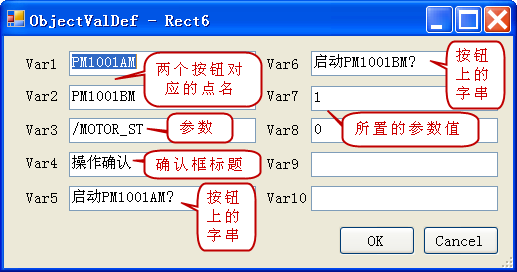 ObjectValDef - Rect6
Var1 PM1001AM
两个按钮对
应的点名
Var2 PM1001BM
Var3 /MOTOR_ST
参数
Var4 操作确认
确认框标题
Var5 启动PM1001AM?
按钮
上的
字串
Var6 启动PM1001BM?
按钮
上的
字串
Var7 1
所置的参数值
Var8 0
Var9
Var10
OK Cancel